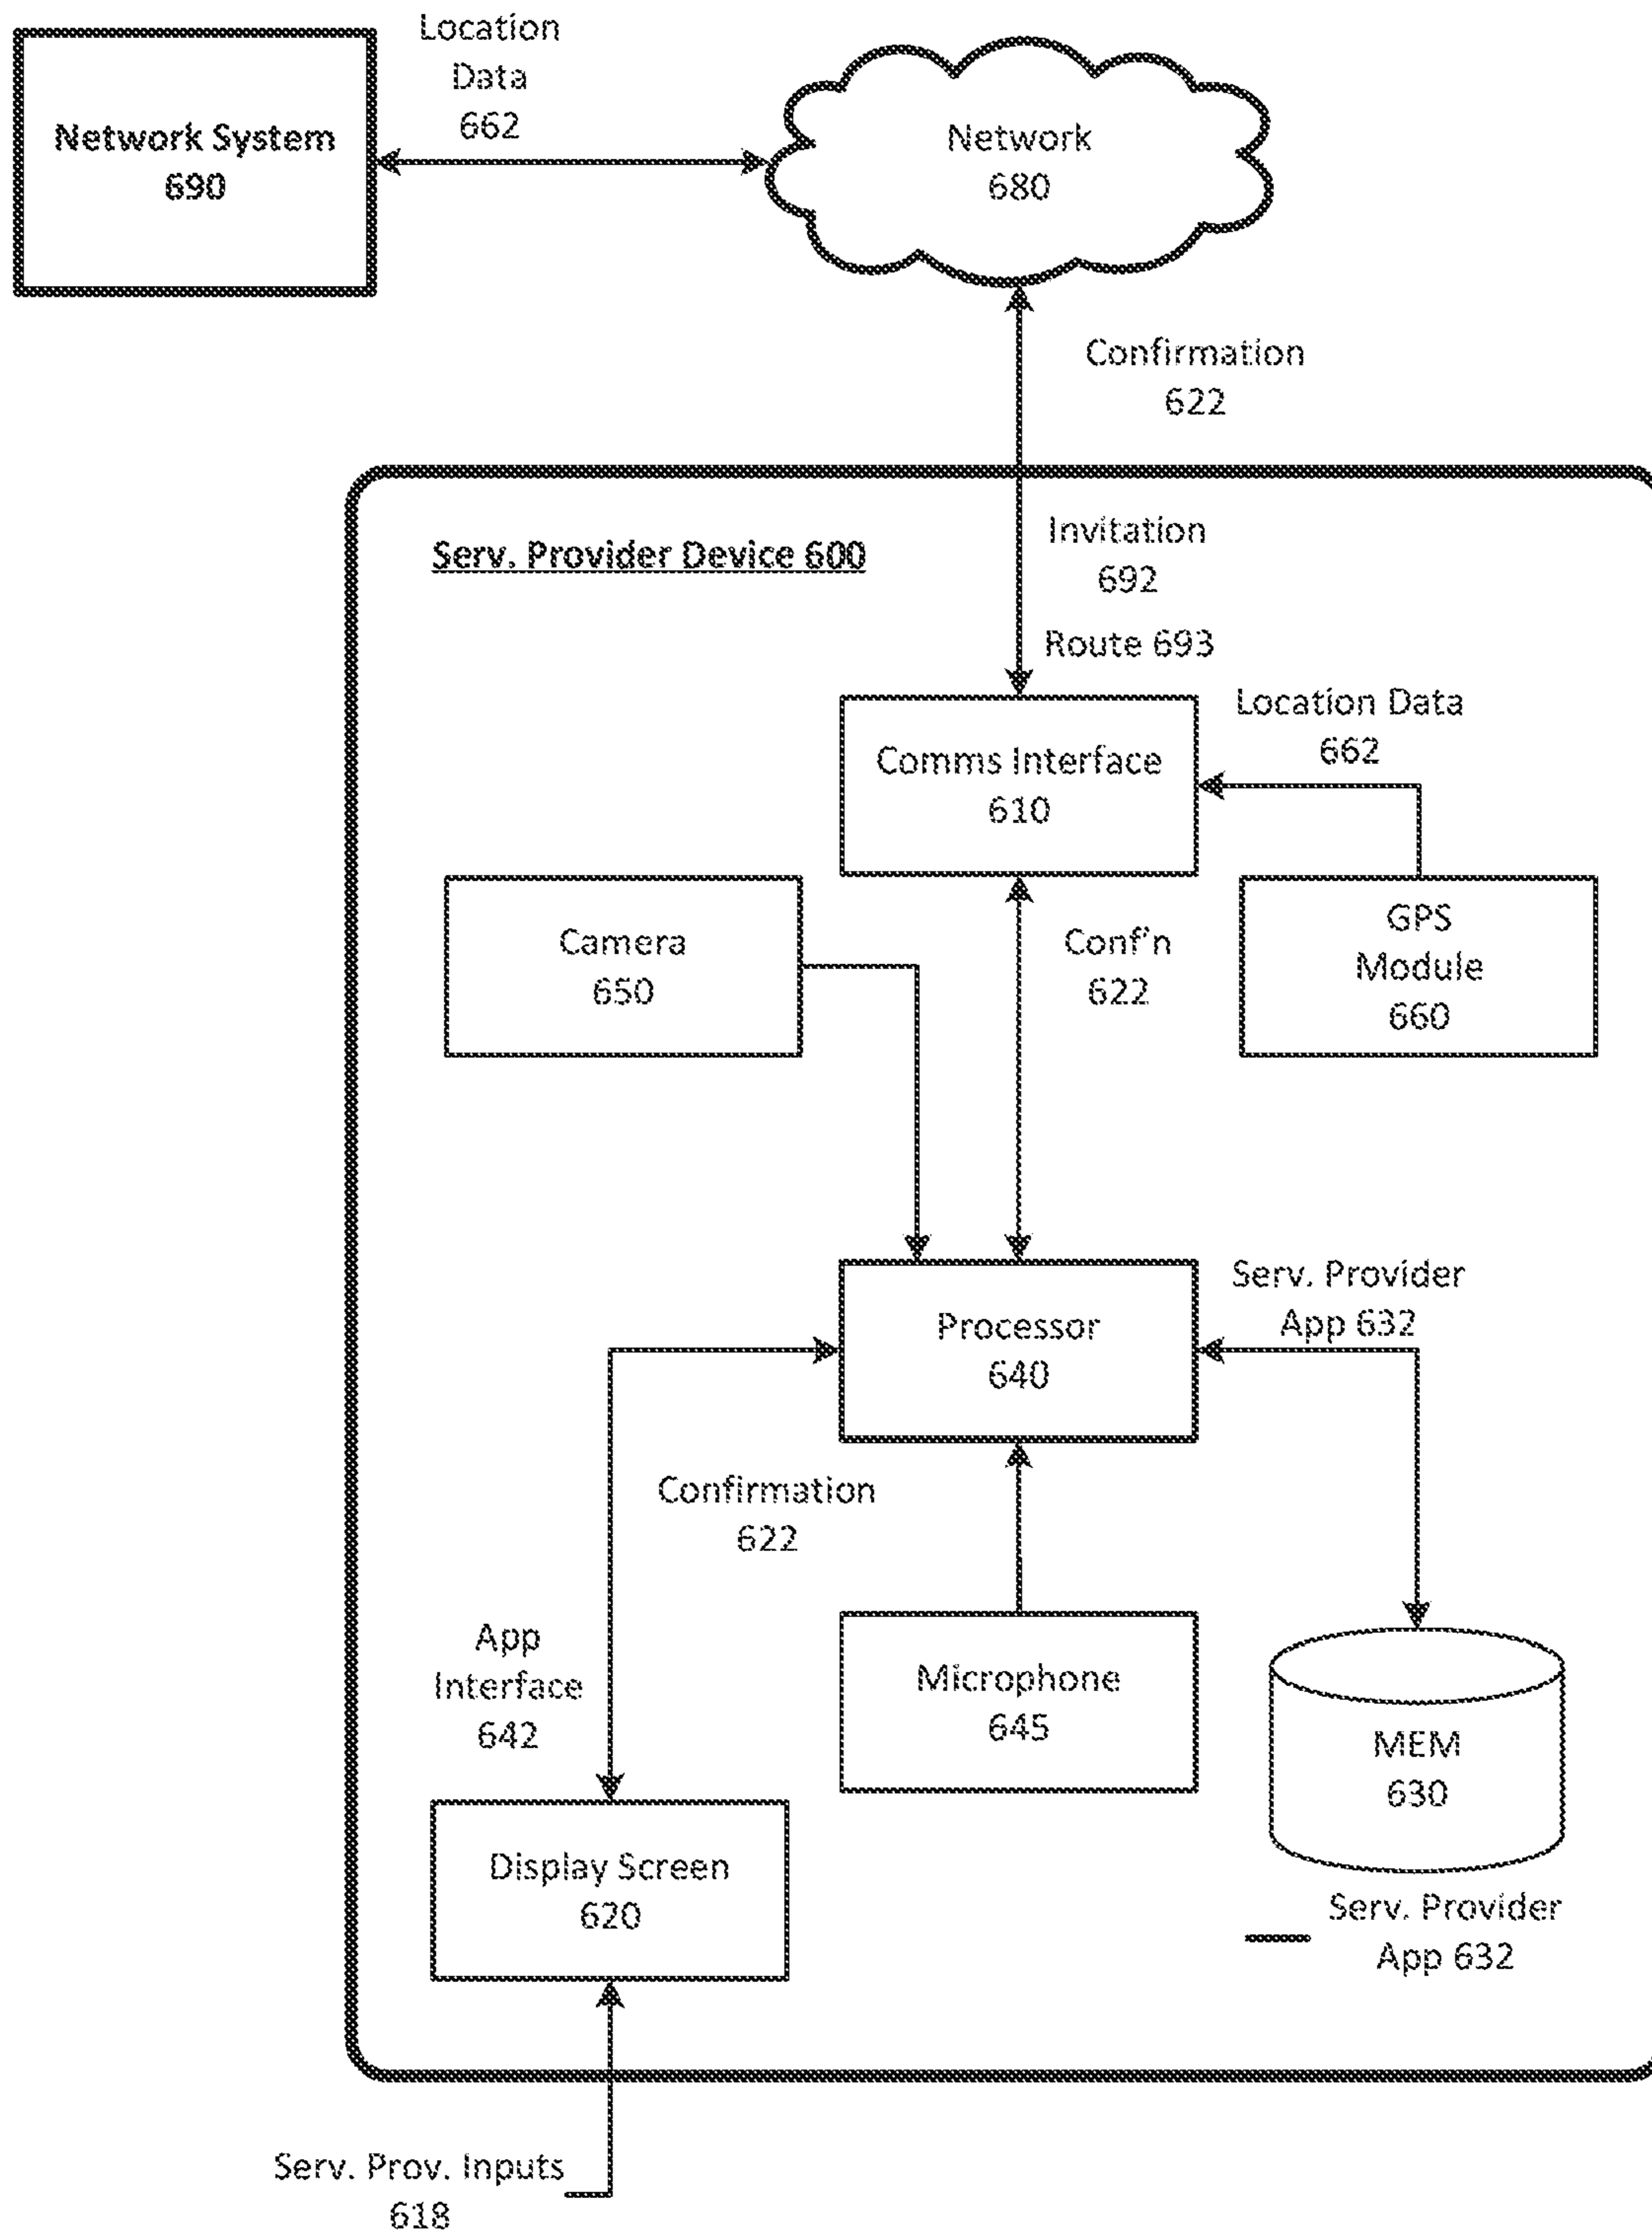 Location
Data
662
Network System
690
Network
680
Confirmation
622
Serv. Provider Device 600
Invitation
692
Route 693
Location Data
662
Comms Interface
610
Camera
650
Conf'n
622
GPS
Module
660
Serv. Provider
App 632
Processor
640
Confirmation
622
App
Interface
642
Microphone
645
MEM
630
Display Screen
620
Serv. Provider
App 632
Serv. Prov. Inputs
618